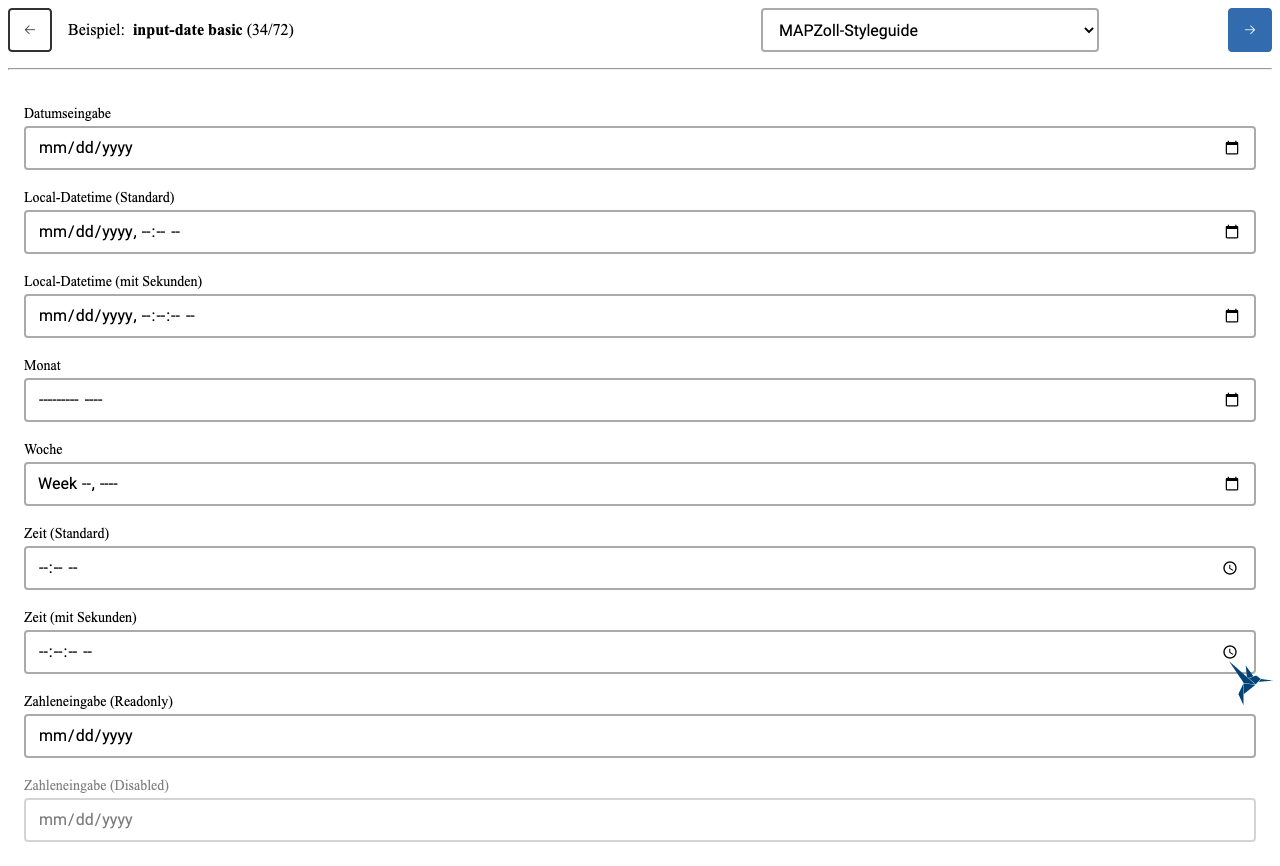 ← Beispiel: input-date basic (34/72) MAPZoll-Styleguide →
Datumseingabe
mm/dd/yyyy
Local-Datetime (Standard)
mm/dd/yyyy, --:-- --
Local-Datetime (mit Sekunden)
mm/dd/yyyy, --:--:-- --
Monat
--------- ----
Woche
Week --, ----
Zeit (Standard)
--:-- --
Zeit (mit Sekunden)
--:--:-- --
Zahleneingabe (Readonly)
mm/dd/yyyy
Zahleneingabe (Disabled)
mm/dd/yyyy